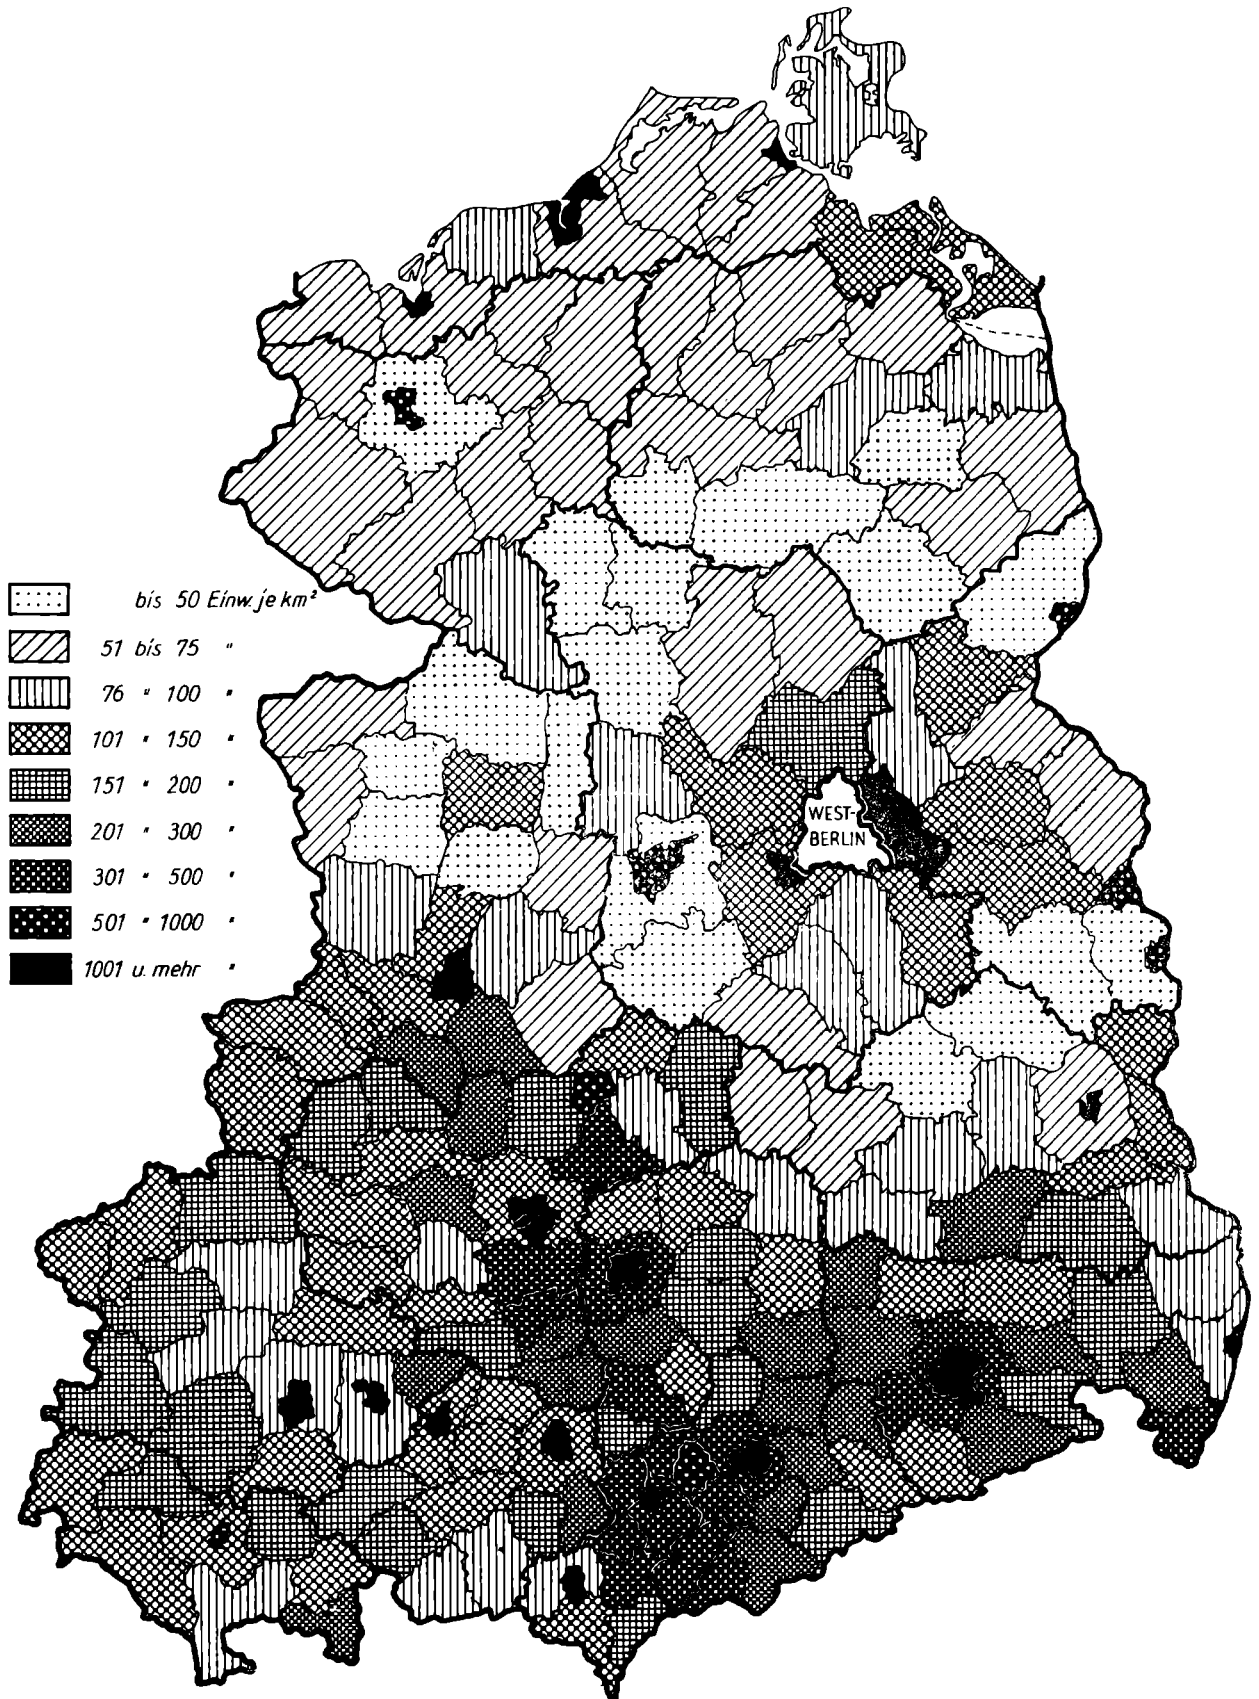 bis 50 Einw. je km²
51 bis 75 "
76 " 100 "
101 " 150 "
151 " 200 "
201 " 300 "
301 " 500 "
501 " 1000 "
1001 u. mehr "
WEST-
BERLIN